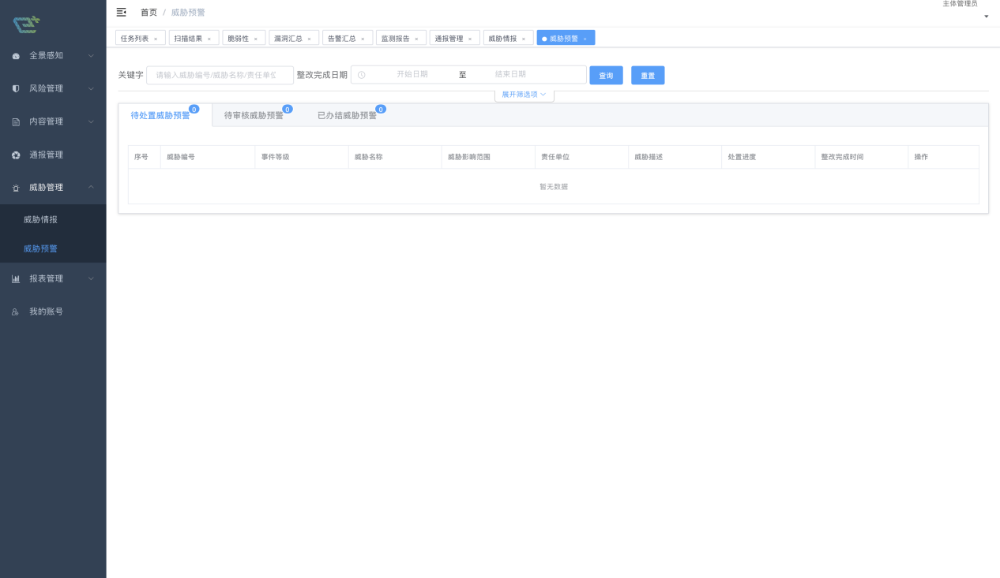 主体管理员
首页 / 威胁预警
任务列表 × 扫描结果 × 脆弱性 × 漏洞汇总 × 告警汇总 × 监测报告 × 通报管理 × 威胁情报 × 威胁预警 ×
全景感知
风险管理
内容管理
通报管理
威胁管理
威胁情报
威胁预警
报表管理
我的账号
关键字 请输入威胁编号/威胁名称/责任单位 整改完成日期 开始日期 至 结束日期 查询 重置
展开筛选项
待处置威胁预警 0 待审核威胁预警 0 已办结威胁预警 0
序号 威胁编号 事件等级 威胁名称 威胁影响范围 责任单位 威胁描述 处置进度 整改完成时间 操作
暂无数据